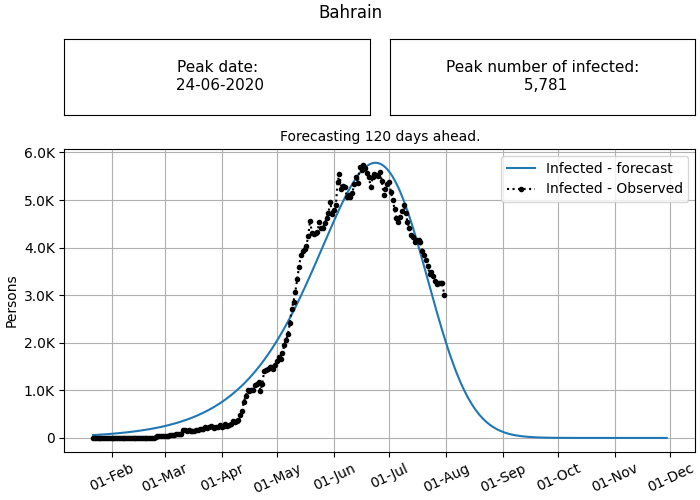 Bahrain
Peak date:
24-06-2020
Peak number of infected:
5,781
Forecasting 120 days ahead.
Infected - forecast
Infected - Observed
Persons
6.0K
5.0K
4.0K
3.0K
2.0K
1.0K
0
01-Feb
01-Mar
01-Apr
01-May
01-Jun
01-Jul
01-Aug
01-Sep
01-Oct
01-Nov
01-Dec